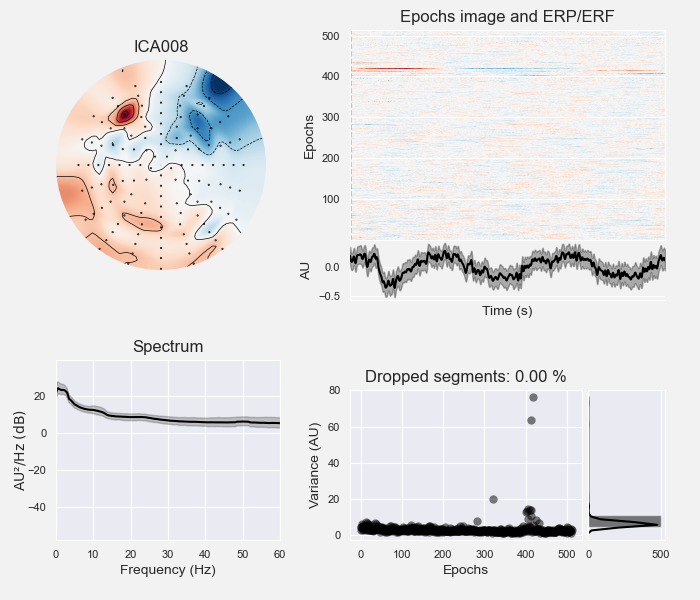 ICA008
Epochs image and ERP/ERF
Epochs
500
400
300
200
100
AU
0.0
−0.5
Time (s)
Spectrum
AU²/Hz (dB)
20
0
−20
−40
0 10 20 30 40 50 60
Frequency (Hz)
Dropped segments: 0.00 %
Variance (AU)
80
60
40
20
0
0 100 200 300 400 500
Epochs
0 500